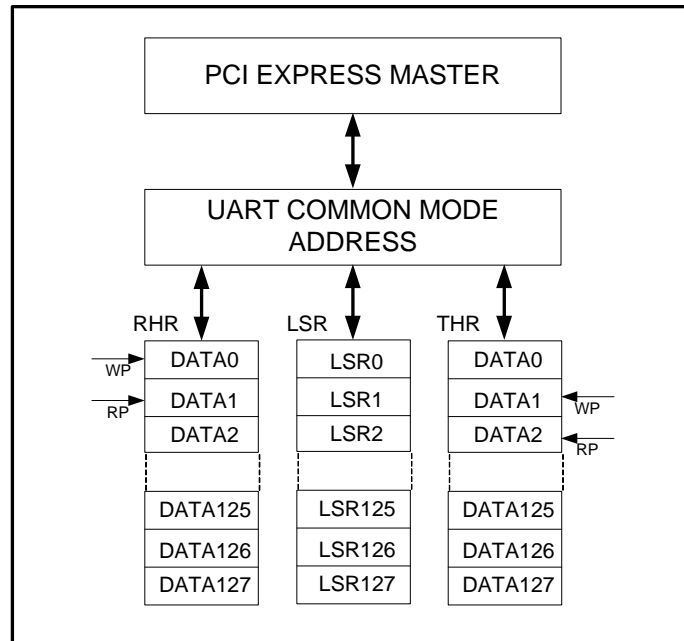 PCI EXPRESS MASTER
UART COMMON MODE
ADDRESS
RHR LSR THR
WP DATA0 LSR0 DATA0
RP DATA1 LSR1 DATA1 WP
DATA2 LSR2 DATA2 RP
DATA125 LSR125 DATA125
DATA126 LSR126 DATA126
DATA127 LSR127 DATA127